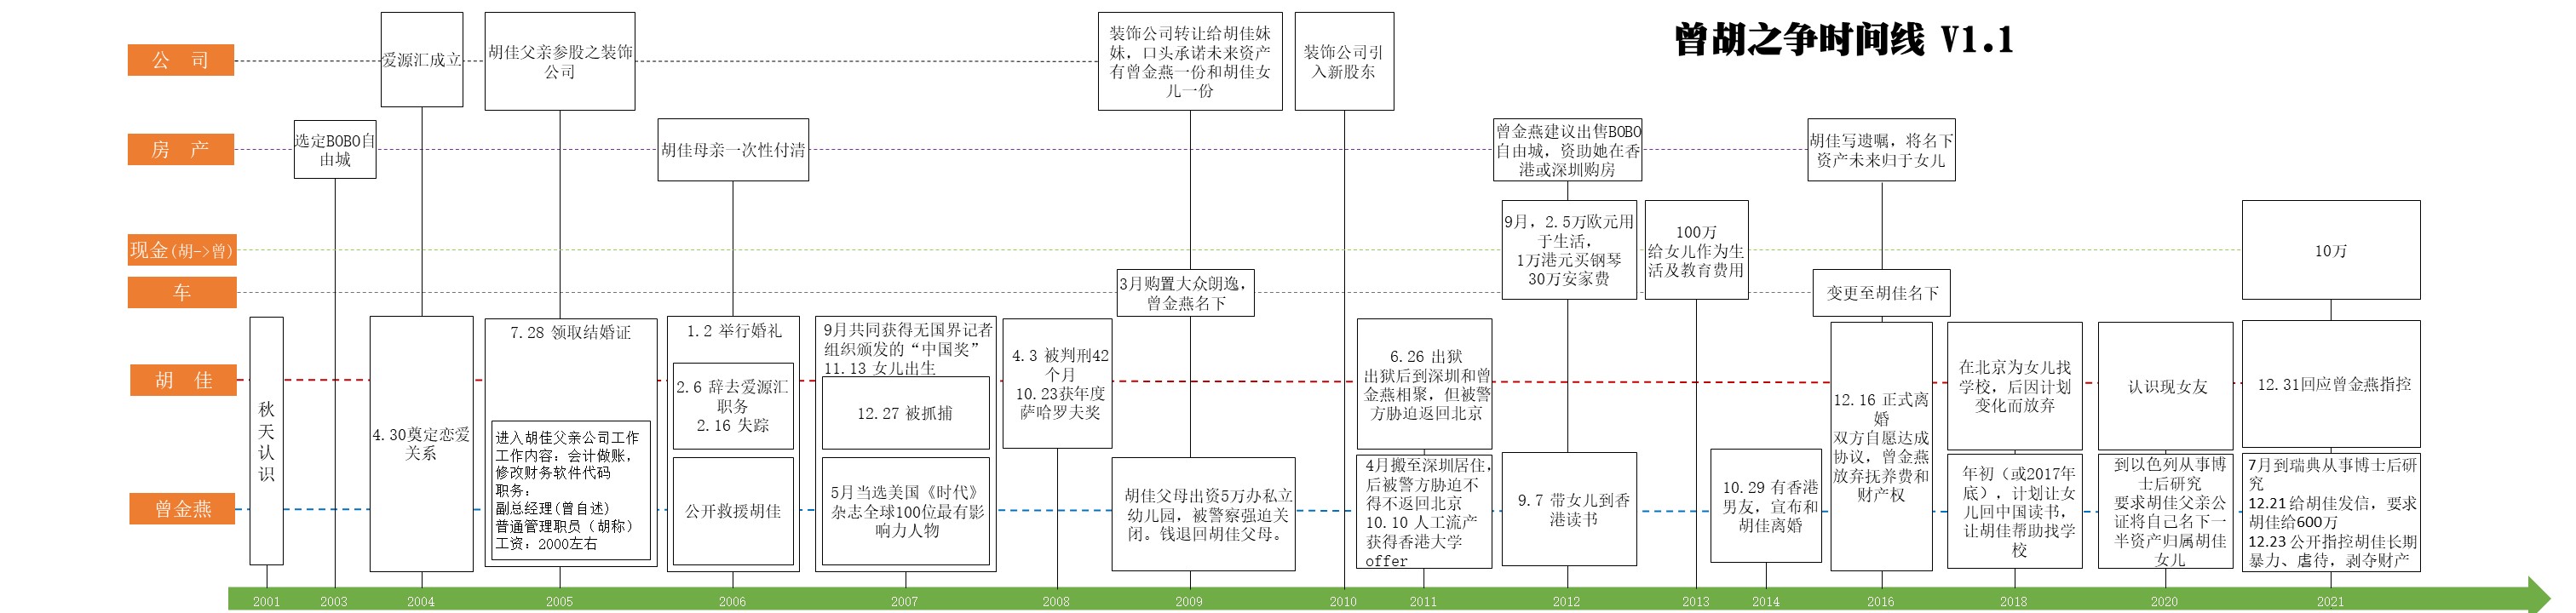 曾胡之争时间线 V1.1
公 司
爱源汇成立
胡佳父亲参股之装饰
公司
装饰公司转让给胡佳妹
妹，口头承诺未来资产
有曾金燕一份和胡佳女
儿一份
装饰公司引
入新股东
房 产
选定BOBO自
由城
胡佳母亲一次性付清
曾金燕建议出售BOBO
自由城，资助她在香
港或深圳购房
胡佳写遗嘱，将名下
资产未来归于女儿
现金(胡->曾)
9月，2.5万欧元用
于生活，
1万港元买钢琴
30万安家费
100万
给女儿作为生
活及教育费用
10万
车
3月购置大众朗逸，
曾金燕名下
变更至胡佳名下
胡 佳
曾金燕
秋
天
认
识
4.30奠定恋爱
关系
7.28 领取结婚证
进入胡佳父亲公司工作
工作内容：会计做账，
修改财务软件代码
职务：
副总经理(曾自述)
普通管理职员（胡称）
工资：2000左右
1.2 举行婚礼
2.6 辞去爱源汇
职务
2.16 失踪
公开救援胡佳
9月共同获得无国界记者
组织颁发的“中国奖”
11.13 女儿出生
12.27 被抓捕
5月当选美国《时代》
杂志全球100位最有影
响力人物
4.3 被判刑42
个月
10.23获年度
萨哈罗夫奖
胡佳父母出资5万办私立
幼儿园，被警察强迫关
闭。钱退回胡佳父母。
6.26 出狱
出狱后到深圳和曾
金燕相聚，但被警
方胁迫返回北京
4月搬至深圳居住，
后被警方胁迫不
得不返回北京
10.10 人工流产
获得香港大学
offer
9.7 带女儿到香
港读书
10.29 有香港
男友，宣布和
胡佳离婚
12.16 正式离
婚
双方自愿达成
协议，曾金燕
放弃抚养费和
财产权
在北京为女儿找
学校，后因计划
变化而放弃
年初（或2017年
底），计划让女
儿回中国读书，
让胡佳帮助找学
校
认识现女友
到以色列从事博
士后研究
要求胡佳父亲公
证将自己名下一
半资产归属胡佳
女儿
12.31回应曾金燕指控
7月到瑞典从事博士后研
究
12.21 给胡佳发信，要求
胡佳给600万
12.23 公开指控胡佳长期
暴力、虐待，剥夺财产
2001
2003
2004
2005
2006
2007
2008
2009
2010
2011
2012
2013
2014
2016
2018
2020
2021